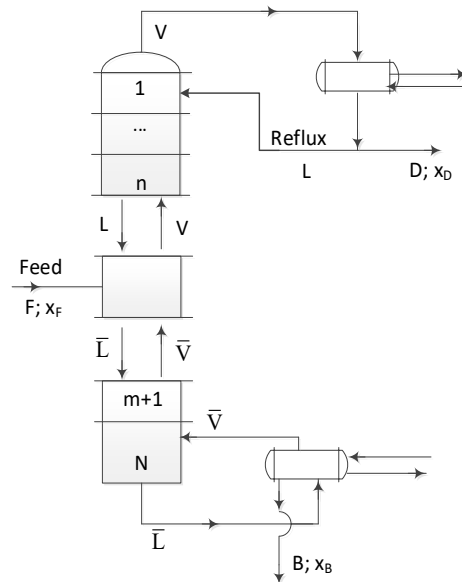 V
1
...
n
Reflux
L
D; x_D
L
V
Feed
F; x_F
L̅
V̅
m+1
V̅
N
L̅
B; x_B